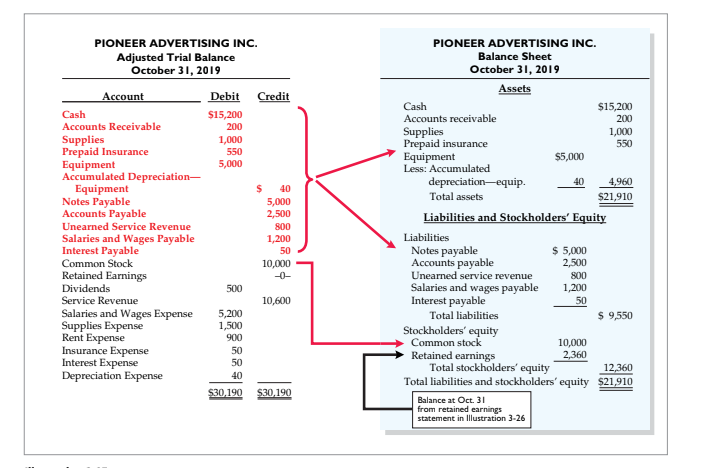 PIONEER ADVERTISING INC.
Adjusted Trial Balance
October 31, 2019
Account Debit Credit
Cash $15,200
Accounts Receivable 200
Supplies 1,000
Prepaid Insurance 550
Equipment 5,000
Accumulated Depreciation—
Equipment $ 40
Notes Payable 5,000
Accounts Payable 2,500
Unearned Service Revenue 800
Salaries and Wages Payable 1,200
Interest Payable 50
Common Stock 10,000
Retained Earnings –0–
Dividends 500
Service Revenue 10,600
Salaries and Wages Expense 5,200
Supplies Expense 1,500
Rent Expense 900
Insurance Expense 50
Interest Expense 50
Depreciation Expense 40
$30,190 $30,190
PIONEER ADVERTISING INC.
Balance Sheet
October 31, 2019
Assets
Cash $15,200
Accounts receivable 200
Supplies 1,000
Prepaid insurance 550
Equipment $5,000
Less: Accumulated
depreciation—equip. 40 4,960
Total assets $21,910
Liabilities and Stockholders' Equity
Liabilities
Notes payable $ 5,000
Accounts payable 2,500
Unearned service revenue 800
Salaries and wages payable 1,200
Interest payable 50
Total liabilities $ 9,550
Stockholders' equity
Common stock 10,000
Retained earnings 2,360
Total stockholders' equity 12,360
Total liabilities and stockholders' equity $21,910
Balance at Oct. 31
from retained earnings
statement in Illustration 3-26